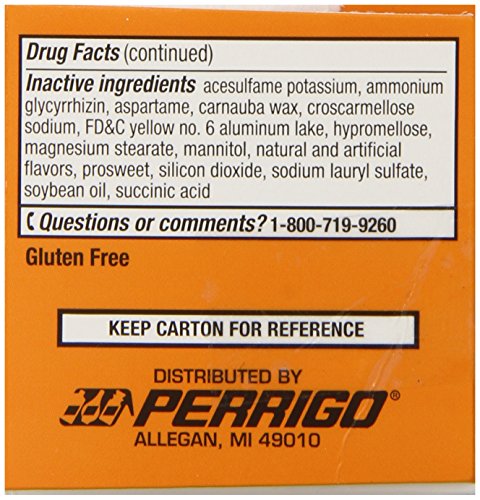 Drug Facts (continued)
Inactive ingredients acesulfame potassium, ammonium
glycyrrhizin, aspartame, carnauba wax, croscarmellose
sodium, FD&C yellow no. 6 aluminum lake, hypromellose,
magnesium stearate, mannitol, natural and artificial
flavors, prosweet, silicon dioxide, sodium lauryl sulfate,
soybean oil, succinic acid
Questions or comments? 1-800-719-9260
Gluten Free
KEEP CARTON FOR REFERENCE
DISTRIBUTED BY
PERRIGO®
ALLEGAN, MI 49010